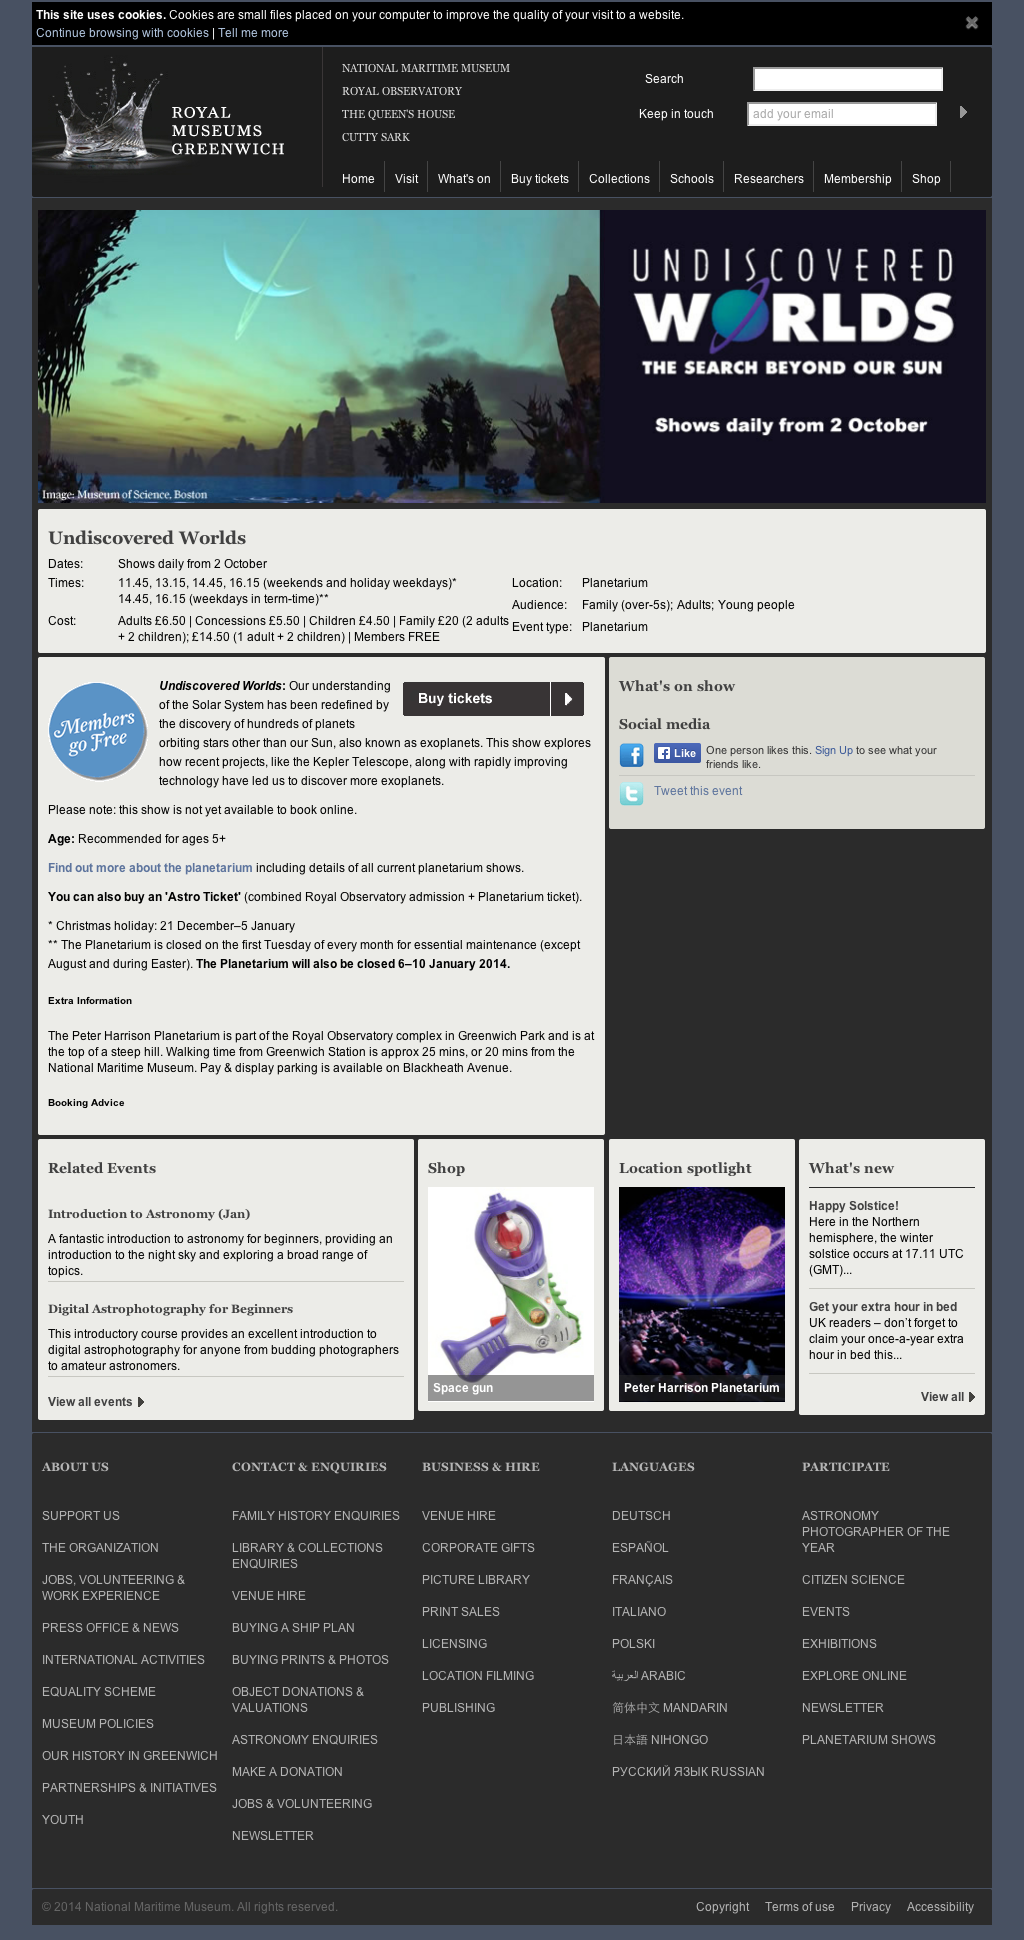 This site uses cookies. Cookies are small files placed on your computer to improve the quality of your visit to a website.
Continue browsing with cookies | Tell me more
ROYAL
MUSEUMS
GREENWICH
NATIONAL MARITIME MUSEUM
ROYAL OBSERVATORY
THE QUEEN'S HOUSE
CUTTY SARK
Search
Keep in touch add your email
Home Visit What's on Buy tickets Collections Schools Researchers Membership Shop
UNDISCOVERED
WORLDS
THE SEARCH BEYOND OUR SUN
Shows daily from 2 October
Image: Museum of Science, Boston
Undiscovered Worlds
Dates: Shows daily from 2 October
Times: 11.45, 13.15, 14.45, 16.15 (weekends and holiday weekdays)*
14.45, 16.15 (weekdays in term-time)**
Cost: Adults £6.50 | Concessions £5.50 | Children £4.50 | Family £20 (2 adults
+ 2 children); £14.50 (1 adult + 2 children) | Members FREE
Location: Planetarium
Audience: Family (over-5s); Adults; Young people
Event type: Planetarium
Members
go Free
Undiscovered Worlds: Our understanding
of the Solar System has been redefined by
the discovery of hundreds of planets
orbiting stars other than our Sun, also known as exoplanets. This show explores
how recent projects, like the Kepler Telescope, along with rapidly improving
technology have led us to discover more exoplanets.
Buy tickets
Please note: this show is not yet available to book online.
Age: Recommended for ages 5+
Find out more about the planetarium including details of all current planetarium shows.
You can also buy an 'Astro Ticket' (combined Royal Observatory admission + Planetarium ticket).
* Christmas holiday: 21 December–5 January
** The Planetarium is closed on the first Tuesday of every month for essential maintenance (except
August and during Easter). The Planetarium will also be closed 6–10 January 2014.
Extra Information
The Peter Harrison Planetarium is part of the Royal Observatory complex in Greenwich Park and is at
the top of a steep hill. Walking time from Greenwich Station is approx 25 mins, or 20 mins from the
National Maritime Museum. Pay & display parking is available on Blackheath Avenue.
Booking Advice
What's on show
Social media
Like One person likes this. Sign Up to see what your
friends like.
Tweet this event
Related Events
Introduction to Astronomy (Jan)
A fantastic introduction to astronomy for beginners, providing an
introduction to the night sky and exploring a broad range of
topics.
Digital Astrophotography for Beginners
This introductory course provides an excellent introduction to
digital astrophotography for anyone from budding photographers
to amateur astronomers.
View all events
Shop
Space gun
Location spotlight
Peter Harrison Planetarium
What's new
Happy Solstice!
Here in the Northern
hemisphere, the winter
solstice occurs at 17.11 UTC
(GMT)...
Get your extra hour in bed
UK readers – don't forget to
claim your once-a-year extra
hour in bed this...
View all
ABOUT US
SUPPORT US
THE ORGANIZATION
JOBS, VOLUNTEERING &
WORK EXPERIENCE
PRESS OFFICE & NEWS
INTERNATIONAL ACTIVITIES
EQUALITY SCHEME
MUSEUM POLICIES
OUR HISTORY IN GREENWICH
PARTNERSHIPS & INITIATIVES
YOUTH
CONTACT & ENQUIRIES
FAMILY HISTORY ENQUIRIES
LIBRARY & COLLECTIONS
ENQUIRIES
VENUE HIRE
BUYING A SHIP PLAN
BUYING PRINTS & PHOTOS
OBJECT DONATIONS &
VALUATIONS
ASTRONOMY ENQUIRIES
MAKE A DONATION
JOBS & VOLUNTEERING
NEWSLETTER
BUSINESS & HIRE
VENUE HIRE
CORPORATE GIFTS
PICTURE LIBRARY
PRINT SALES
LICENSING
LOCATION FILMING
PUBLISHING
LANGUAGES
DEUTSCH
ESPAÑOL
FRANÇAIS
ITALIANO
POLSKI
العربية ARABIC
简体中文 MANDARIN
日本語 NIHONGO
РУССКИЙ ЯЗЫК RUSSIAN
PARTICIPATE
ASTRONOMY
PHOTOGRAPHER OF THE
YEAR
CITIZEN SCIENCE
EVENTS
EXHIBITIONS
EXPLORE ONLINE
NEWSLETTER
PLANETARIUM SHOWS
© 2014 National Maritime Museum. All rights reserved.
Copyright Terms of use Privacy Accessibility